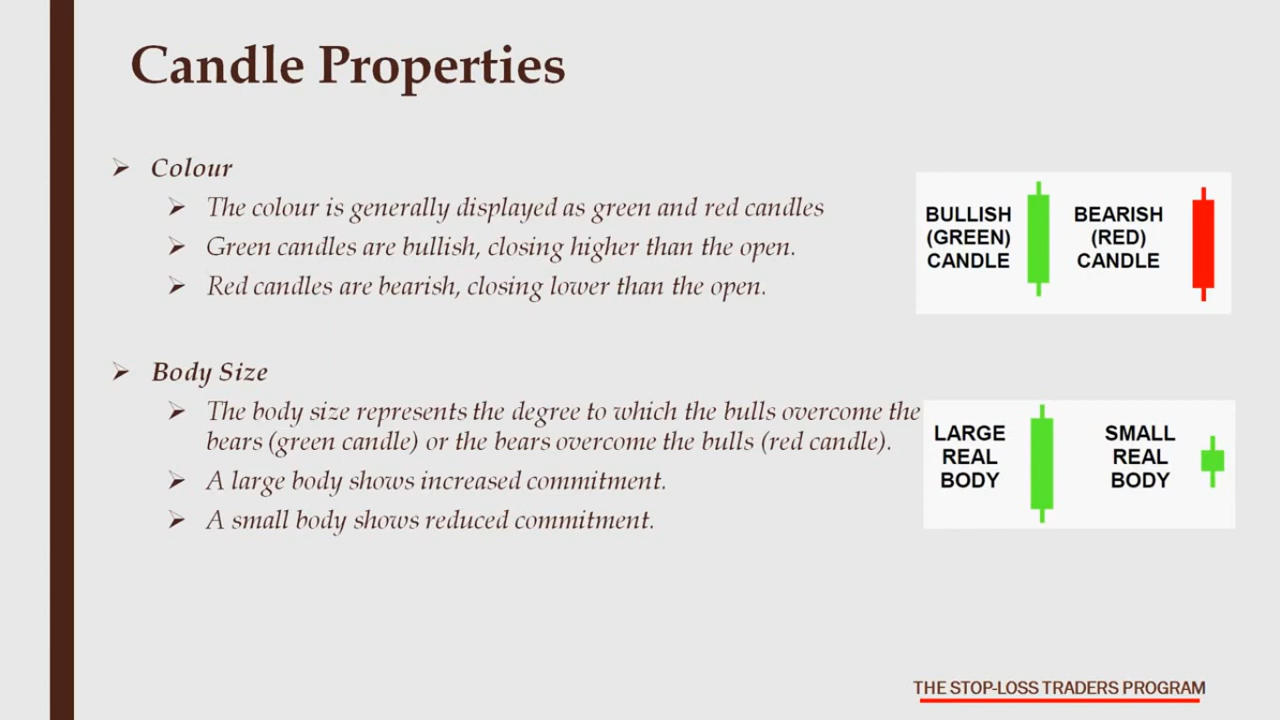 Candle Properties
Colour
The colour is generally displayed as green and red candles
Green candles are bullish, closing higher than the open.
Red candles are bearish, closing lower than the open.
BULLISH
(GREEN)
CANDLE
BEARISH
(RED)
CANDLE
Body Size
The body size represents the degree to which the bulls overcome the
bears (green candle) or the bears overcome the bulls (red candle).
A large body shows increased commitment.
A small body shows reduced commitment.
LARGE
REAL
BODY
SMALL
REAL
BODY
THE STOP-LOSS TRADERS PROGRAM